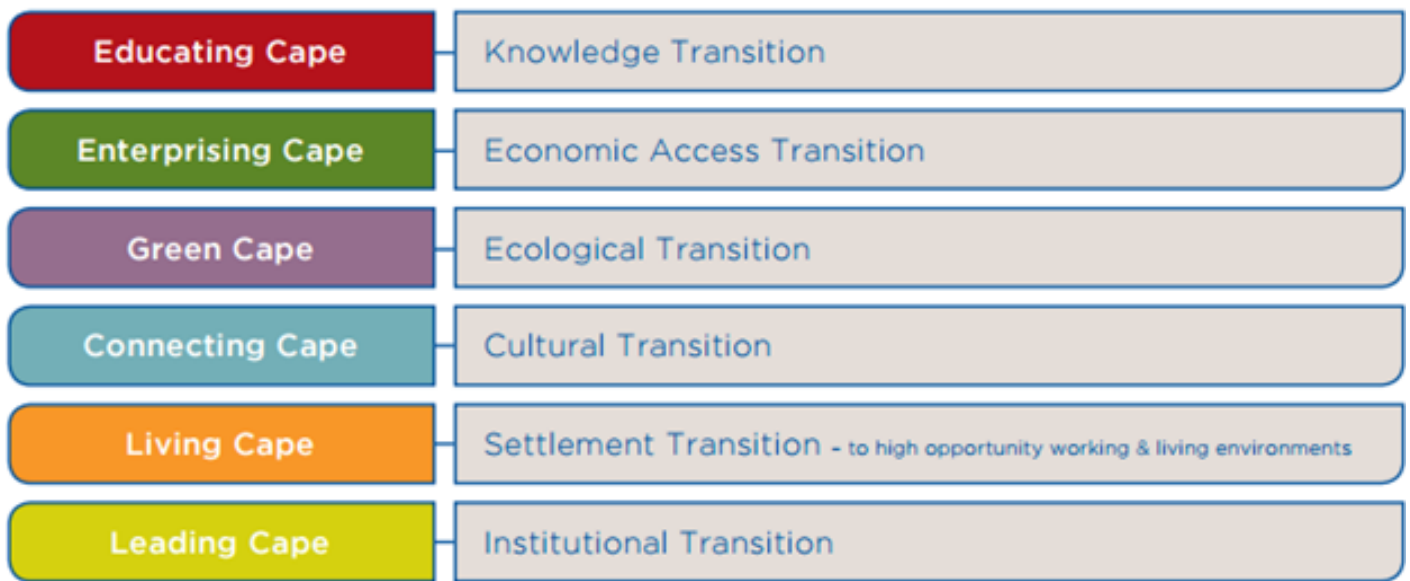 Educating Cape
Knowledge Transition
Enterprising Cape
Economic Access Transition
Green Cape
Ecological Transition
Connecting Cape
Cultural Transition
Living Cape
Settlement Transition - to high opportunity working & living environments
Leading Cape
Institutional Transition